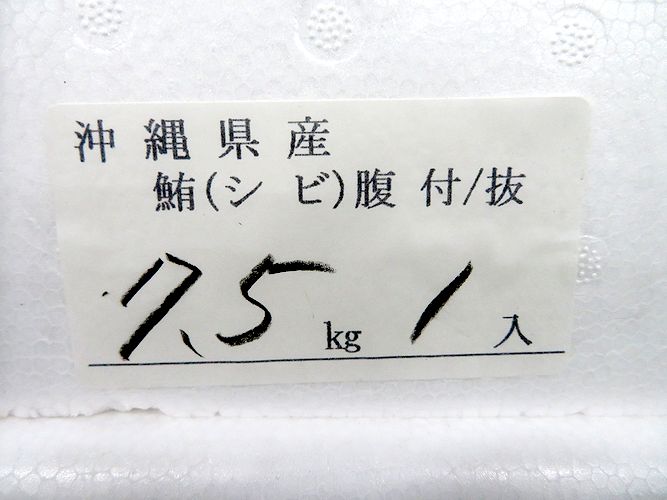 沖縄県産
鮪(シビ)腹 付/抜
7.5 kg 1 入